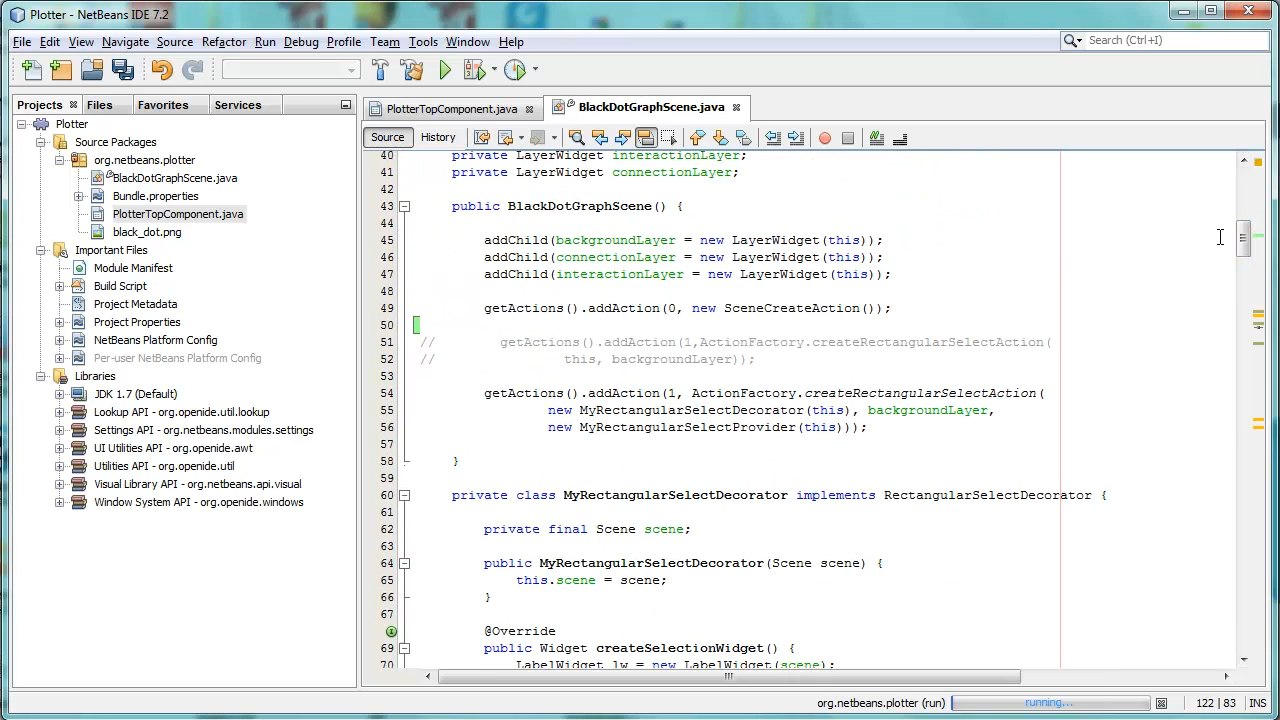 Plotter - NetBeans IDE 7.2
File Edit View Navigate Source Refactor Run Debug Profile Team Tools Window Help
Search (Ctrl+I)
Projects Files Favorites Services
PlotterTopComponent.java BlackDotGraphScene.java
Source History
Plotter
Source Packages
org.netbeans.plotter
BlackDotGraphScene.java
Bundle.properties
PlotterTopComponent.java
black_dot.png
Important Files
Module Manifest
Build Script
Project Metadata
Project Properties
NetBeans Platform Config
Per-user NetBeans Platform Config
Libraries
JDK 1.7 (Default)
Lookup API - org.openide.util.lookup
Settings API - org.netbeans.modules.settings
UI Utilities API - org.openide.awt
Utilities API - org.openide.util
Visual Library API - org.netbeans.api.visual
Window System API - org.openide.windows
40 private LayerWidget interactionLayer;
41 private LayerWidget connectionLayer;
42
43 public BlackDotGraphScene() {
44
45 addChild(backgroundLayer = new LayerWidget(this));
46 addChild(connectionLayer = new LayerWidget(this));
47 addChild(interactionLayer = new LayerWidget(this));
48
49 getActions().addAction(0, new SceneCreateAction());
50
51 // getActions().addAction(1,ActionFactory.createRectangularSelectAction(
52 // this, backgroundLayer));
53
54 getActions().addAction(1, ActionFactory.createRectangularSelectAction(
55 new MyRectangularSelectDecorator(this), backgroundLayer,
56 new MyRectangularSelectProvider(this)));
57
58 }
59
60 private class MyRectangularSelectDecorator implements RectangularSelectDecorator {
61
62 private final Scene scene;
63
64 public MyRectangularSelectDecorator(Scene scene) {
65 this.scene = scene;
66 }
67
@Override
69 public Widget createSelectionWidget() {
70 LabelWidget lw = new LabelWidget(scene);
org.netbeans.plotter (run) running... 122 | 83 INS